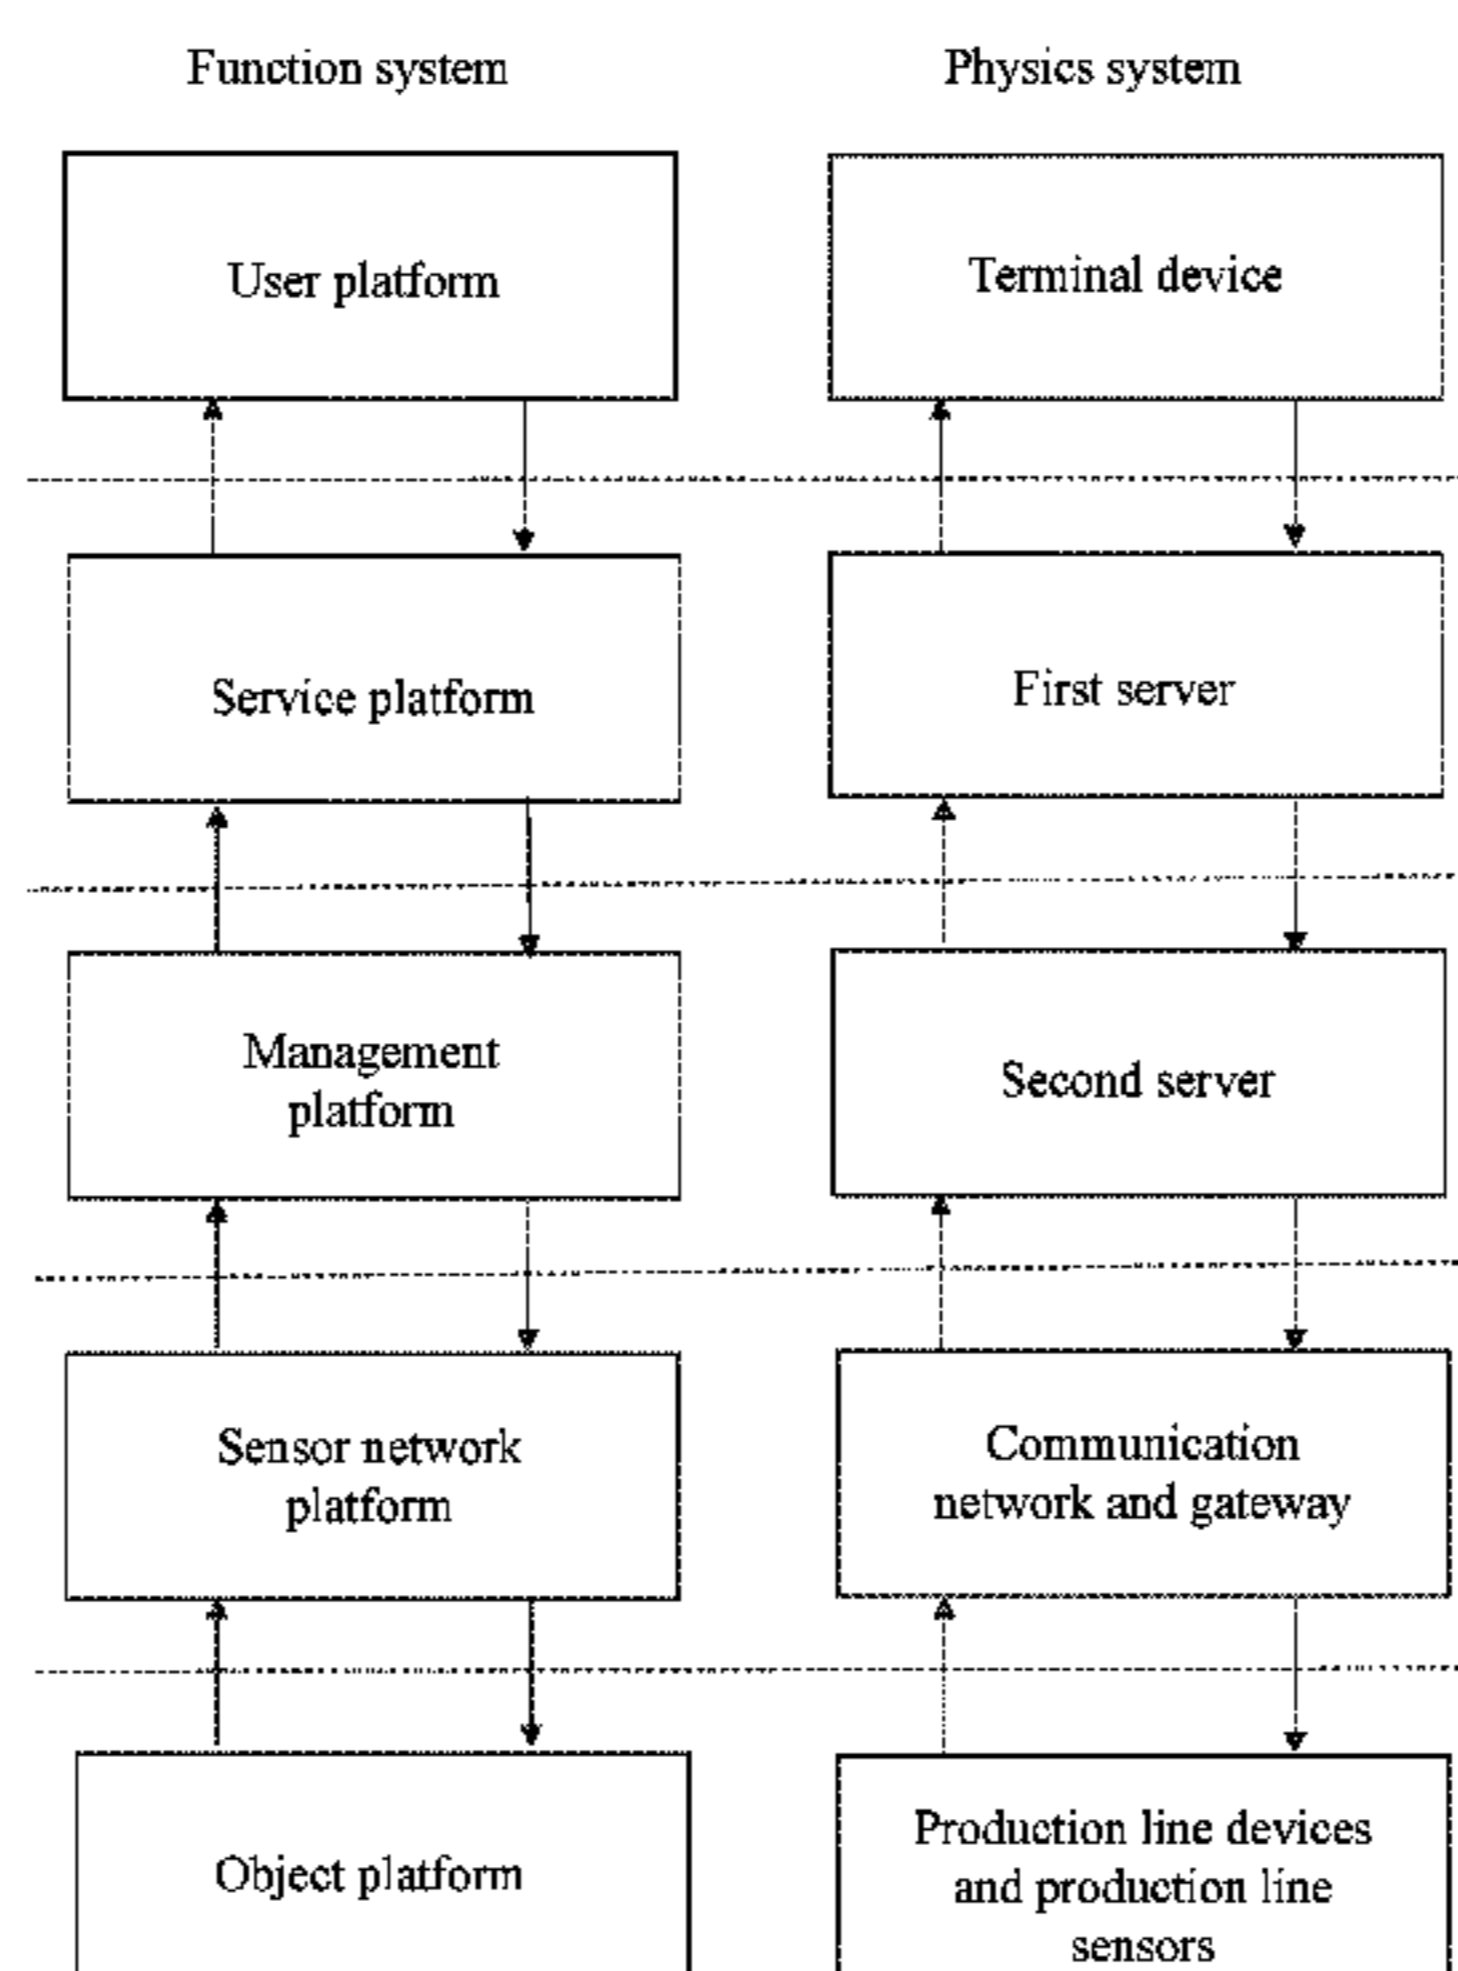 Function system
Physics system
User platform
Terminal device
Service platform
First server
Management
platform
Second server
Sensor network
platform
Communication
network and gateway
Object platform
Production line devices
and production line
sensors